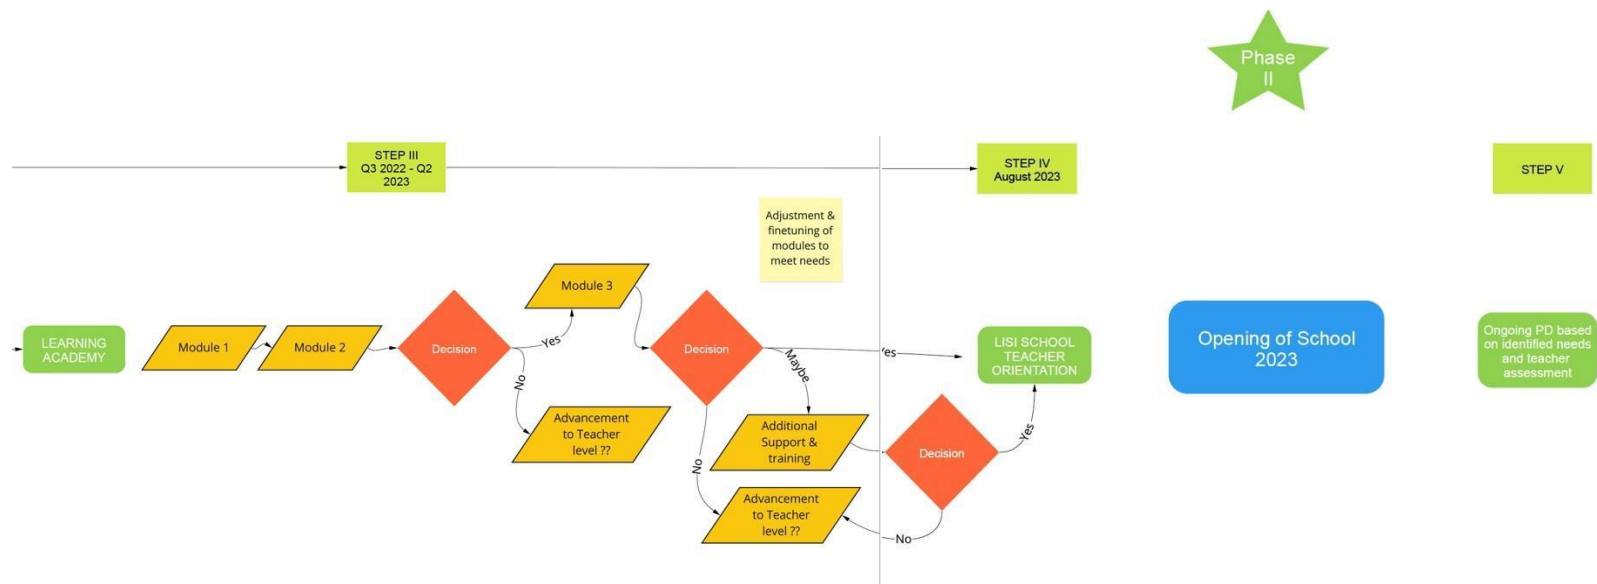 Phase
II
STEP III
Q3 2022 - Q2
2023
STEP IV
August 2023
STEP V
Adjustment &
finetuning of
modules to
meet needs
Module 3
LEARNING
ACADEMY
Module 1
Module 2
Decision
Yes
No
Decision
Maybe
Yes
LISI SCHOOL
TEACHER
ORIENTATION
Opening of School
2023
Ongoing PD based
on identified needs
and teacher
assessment
Advancement
to Teacher
level ??
Additional
Support &
training
Decision
Yes
No
Advancement
to Teacher
level ??
No